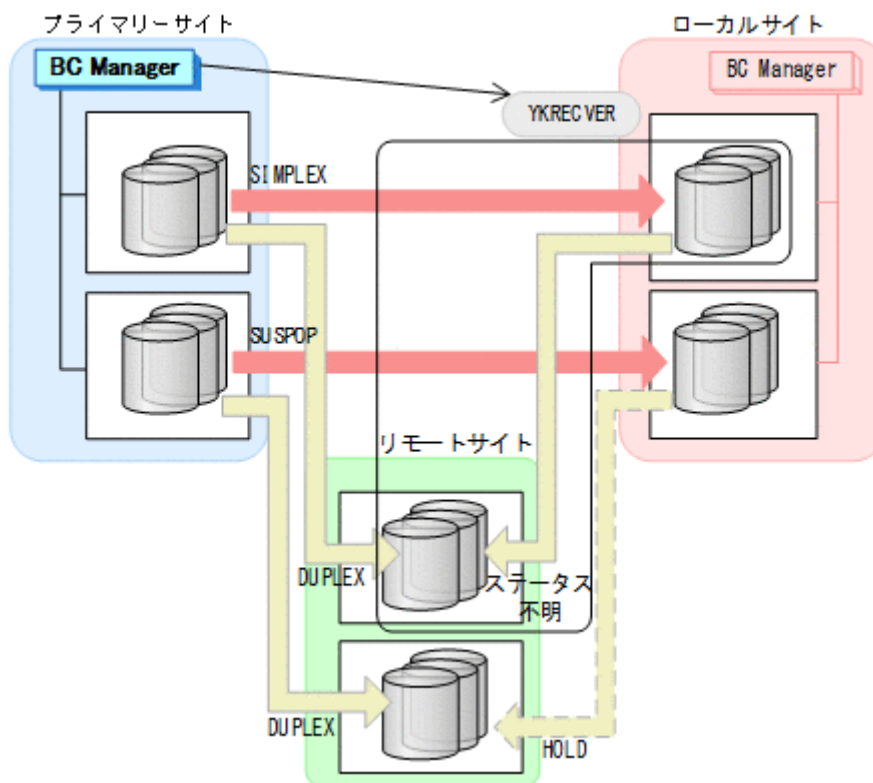 プライマリーサイト
ローカルサイト
BC Manager
BC Manager
YKRECVER
SIMPLEX
SUSPOP
リモートサイト
DUPLEX
ステータス
不明
DUPLEX
HOLD